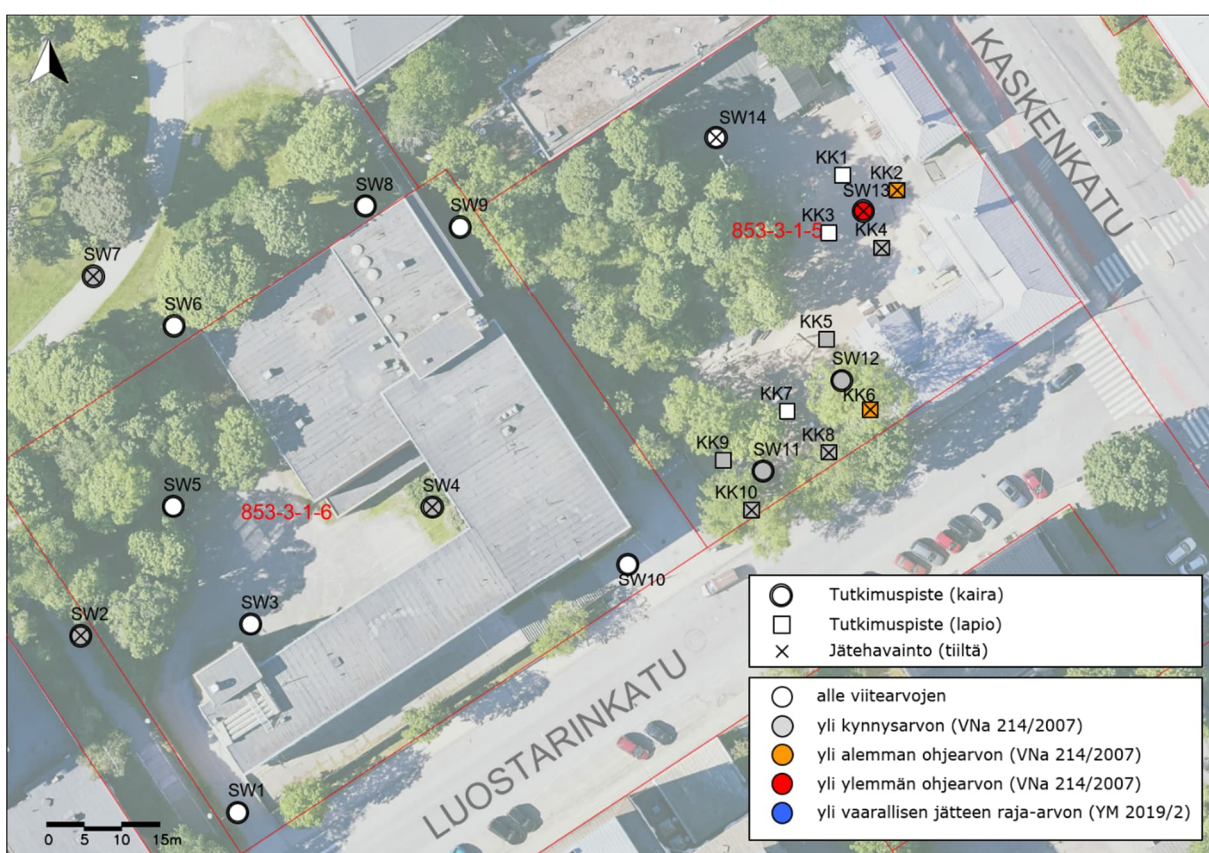 KASKENKATU
SW14
KK1
KK2
SW13
SW8
SW9
KK3
853-3-1-5
KK4
SW7
SW6
KK5
SW12
KK7
KK6
KK9
SW11
KK8
KK10
SW5
853-3-1-6
SW4
SW10
SW2
SW3
LUOSTARINKATU
SW1
0 5 10 15m
Tutkimuspiste (kaira)
Tutkimuspiste (lapio)
Jätehavainto (tiiltä)
alle viitearvojen
yli kynnysarvon (VNa 214/2007)
yli alemman ohjearvon (VNa 214/2007)
yli ylemmän ohjearvon (VNa 214/2007)
yli vaarallisen jätteen raja-arvon (YM 2019/2)